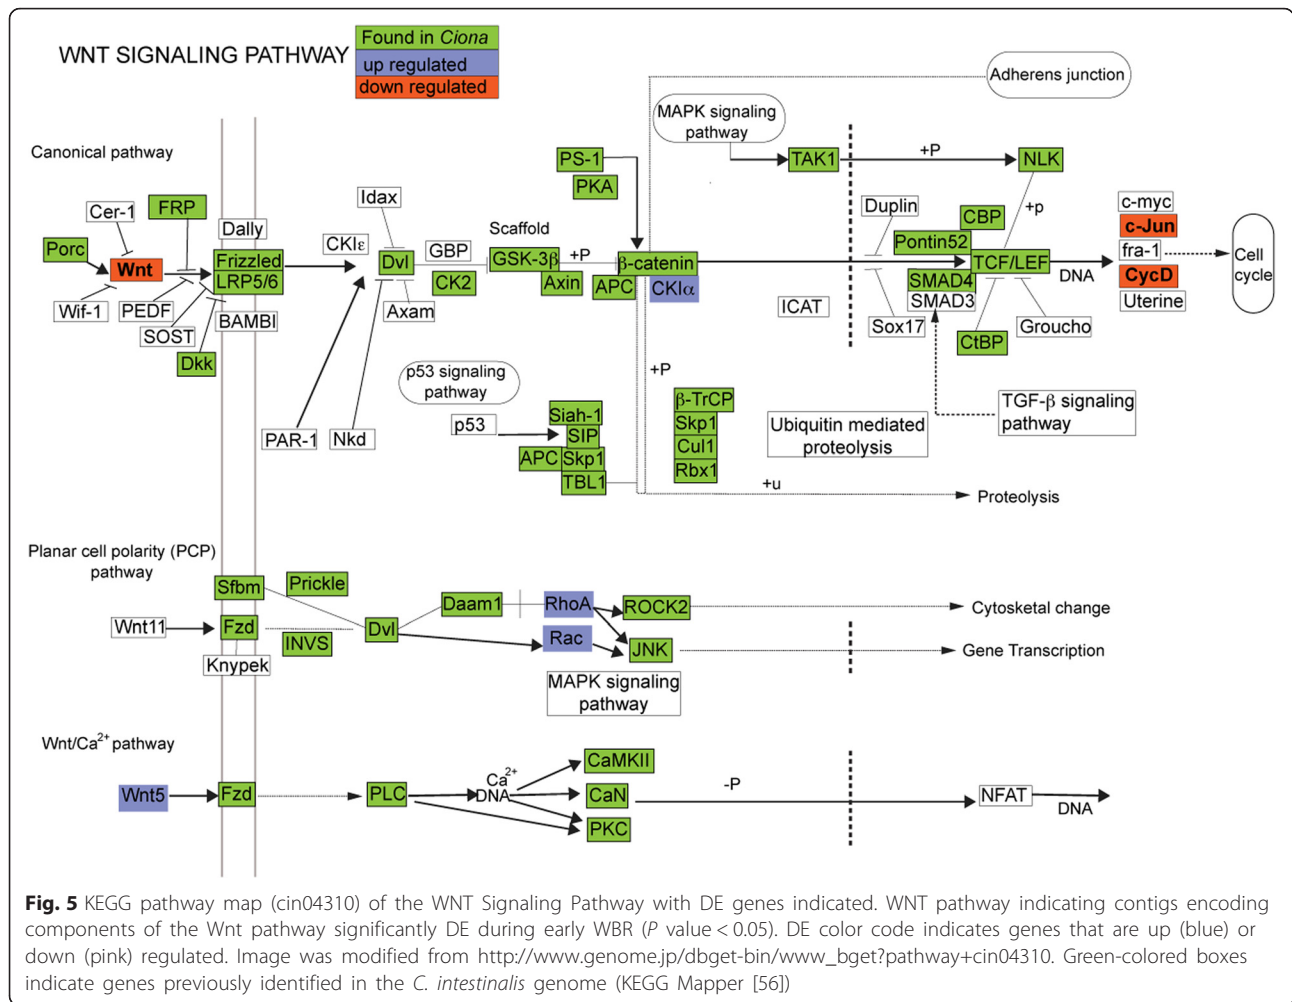 WNT SIGNALING PATHWAY
Found in Ciona
up regulated
down regulated
Adherens junction
MAPK signaling
pathway
Canonical pathway
PS-1
PKA
TAK1
+P
NLK
Cer-1
FRP
Dally
Idax
Duplin
CBP
+p
c-myc
c-Jun
fra-1
CycD
Uterine
Cell
cycle
Porc
Wnt
Frizzled
LRP5/6
CKIε
Dvl
GBP
CK2
Scaffold
GSK-3β
+P
Axin
β-catenin
APC
CKIα
Pontin52
TCF/LEF
DNA
SMAD4
SMAD3
Wif-1
PEDF
SOST
BAMBI
Dkk
Axam
ICAT
Sox17
CtBP
Groucho
PAR-1
Nkd
p53 signaling
pathway
p53
Siah-1
SIP
APC
Skp1
TBL1
+P
β-TrCP
Skp1
Cul1
Rbx1
Ubiquitin mediated
proteolysis
TGF-β signaling
pathway
+u
Proteolysis
Planar cell polarity (PCP)
pathway
Sfbm
Prickle
Wnt11
Fzd
INVS
Knypek
Dvl
Daam1
RhoA
ROCK2
Rac
JNK
Cytosketal change
Gene Transcription
MAPK signaling
pathway
Wnt/Ca2+ pathway
Wnt5
Fzd
PLC
Ca2+
DNA
CaMKII
CaN
PKC
-P
NFAT
DNA
Fig. 5 KEGG pathway map (cin04310) of the WNT Signaling Pathway with DE genes indicated. WNT pathway indicating contigs encoding
components of the Wnt pathway significantly DE during early WBR (P value < 0.05). DE color code indicates genes that are up (blue) or
down (pink) regulated. Image was modified from http://www.genome.jp/dbget-bin/www_bget?pathway+cin04310. Green-colored boxes
indicate genes previously identified in the C. intestinalis genome (KEGG Mapper [56])